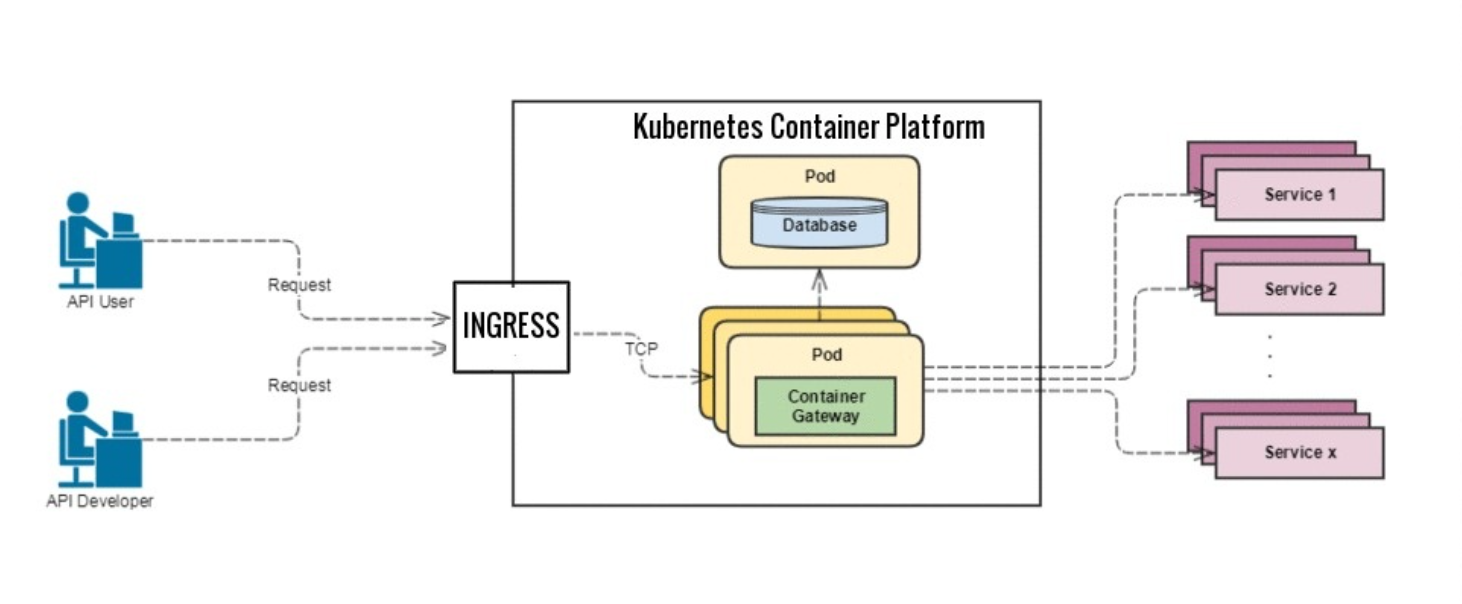 Kubernetes Container Platform
Pod
Database
API User
Request
INGRESS
TCP
Pod
Container
Gateway
Request
API Developer
Service 1
Service 2
Service x